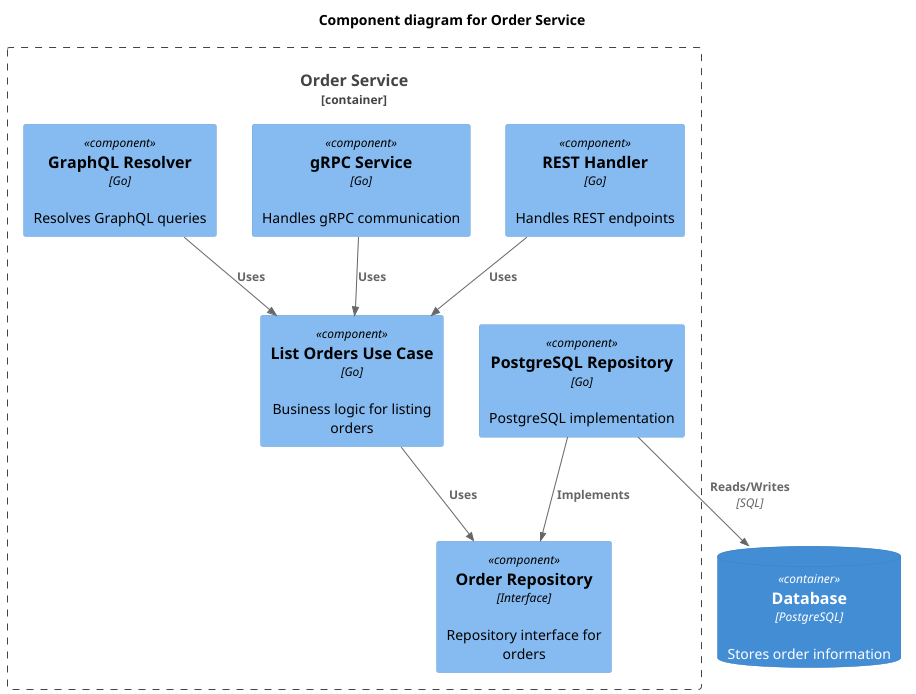 Component diagram for Order Service
Order Service
[container]
«component»
GraphQL Resolver
[Go]
Resolves GraphQL queries
«component»
gRPC Service
[Go]
Handles gRPC communication
«component»
REST Handler
[Go]
Handles REST endpoints
Uses
Uses
Uses
«component»
List Orders Use Case
[Go]
Business logic for listing
orders
«component»
PostgreSQL Repository
[Go]
PostgreSQL implementation
Uses
Implements
Reads/Writes
[SQL]
«component»
Order Repository
[Interface]
Repository interface for
orders
«container»
Database
[PostgreSQL]
Stores order information